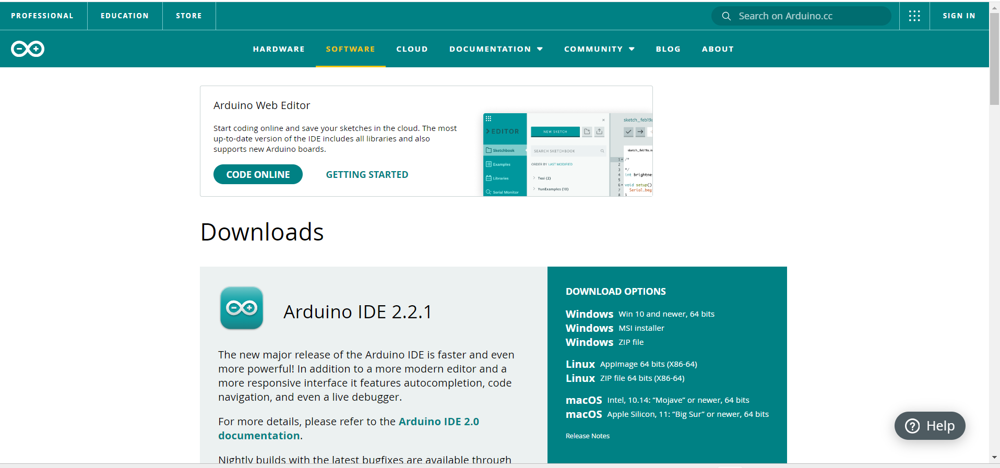 PROFESSIONAL
EDUCATION
STORE
Search on Arduino.cc
SIGN IN
HARDWARE
SOFTWARE
CLOUD
DOCUMENTATION
COMMUNITY
BLOG
ABOUT
Arduino Web Editor
Start coding online and save your sketches in the cloud. The most
up-to-date version of the IDE includes all libraries and also
supports new Arduino boards.
CODE ONLINE
GETTING STARTED
EDITOR
Sketchbook
Examples
Libraries
Serial Monitor
NEW SKETCH
SEARCH SKETCHBOOK
ORDER BY LAST MODIFIED
Tesi (2)
YunExamples (10)
sketch_feb19a
sketch_feb19a.in
1 /*
2
3 */
4 int brightnes
5
6 void setup()
7 Serial.beg
8 }
Downloads
Arduino IDE 2.2.1
The new major release of the Arduino IDE is faster and even
more powerful! In addition to a more modern editor and a
more responsive interface it features autocompletion, code
navigation, and even a live debugger.
For more details, please refer to the Arduino IDE 2.0
documentation.
Nightly builds with the latest bugfixes are available through
DOWNLOAD OPTIONS
Windows Win 10 and newer, 64 bits
Windows MSI installer
Windows ZIP file
Linux AppImage 64 bits (X86-64)
Linux ZIP file 64 bits (X86-64)
macOS Intel, 10.14: “Mojave” or newer, 64 bits
macOS Apple Silicon, 11: “Big Sur” or newer, 64 bits
Release Notes
Help